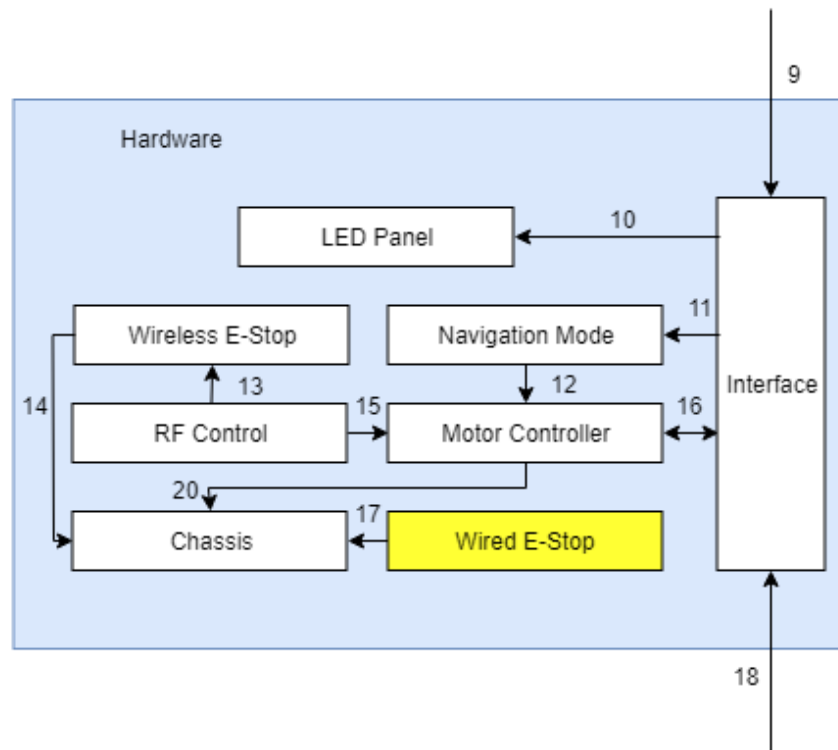 9
Hardware
10
LED Panel
11
Wireless E-Stop
Navigation Mode
Interface
13
12
14
15
16
RF Control
Motor Controller
20
17
Chassis
Wired E-Stop
18